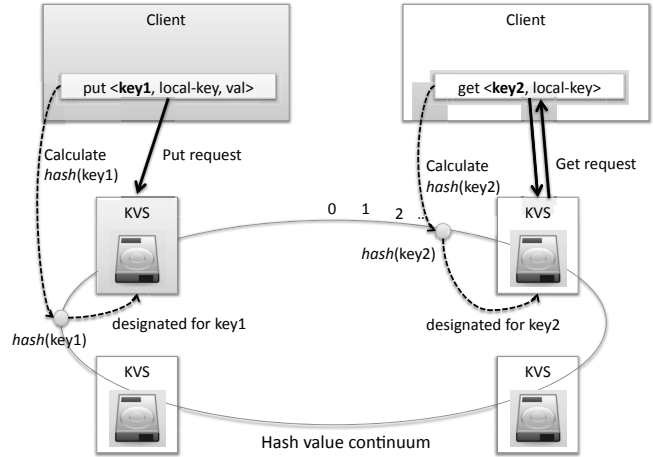 Client
put <key1, local-key, val>
Calculate
hash(key1)
Put request
KVS
hash(key1)
designated for key1
KVS
Client
get <key2, local-key>
Calculate
hash(key2)
Get request
0 1 2 ..
hash(key2)
KVS
designated for key2
KVS
Hash value continuum